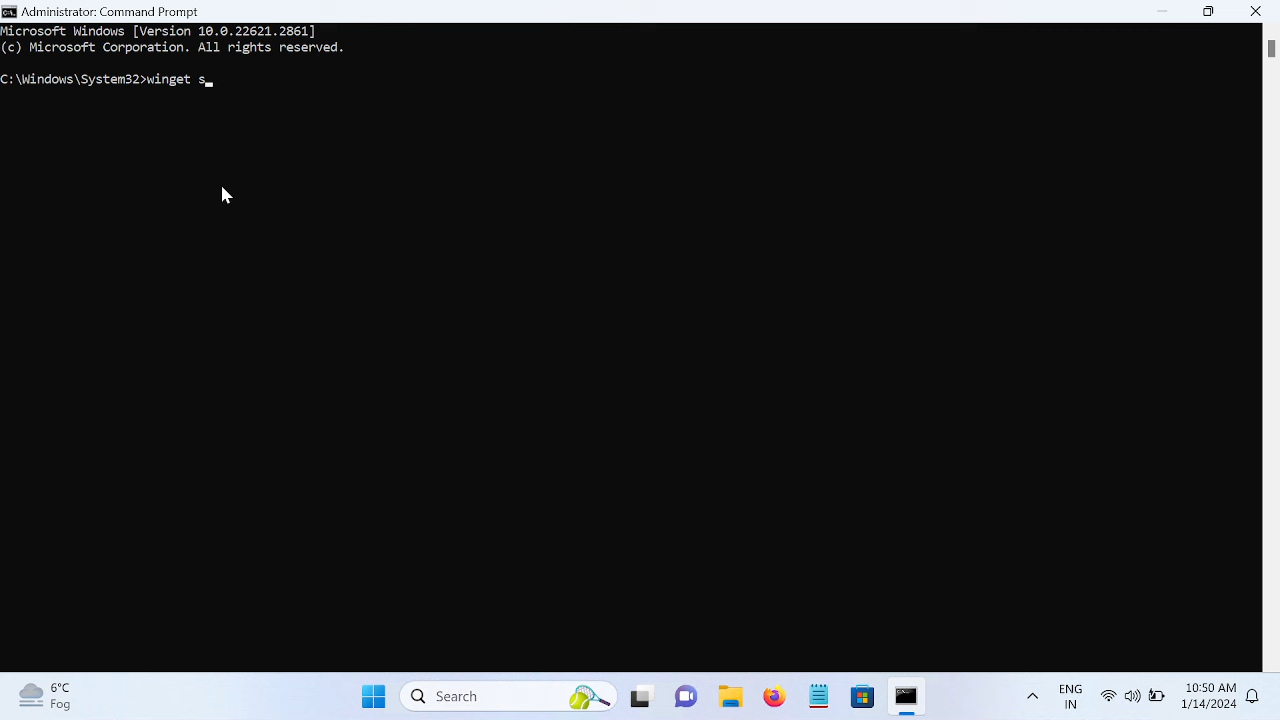 Administrator: Command Prompt
Microsoft Windows [Version 10.0.22621.2861]
(c) Microsoft Corporation. All rights reserved.
C:\Windows\System32>winget s
6°C
Fog
Search
ENG
IN
10:50 AM
1/14/2024